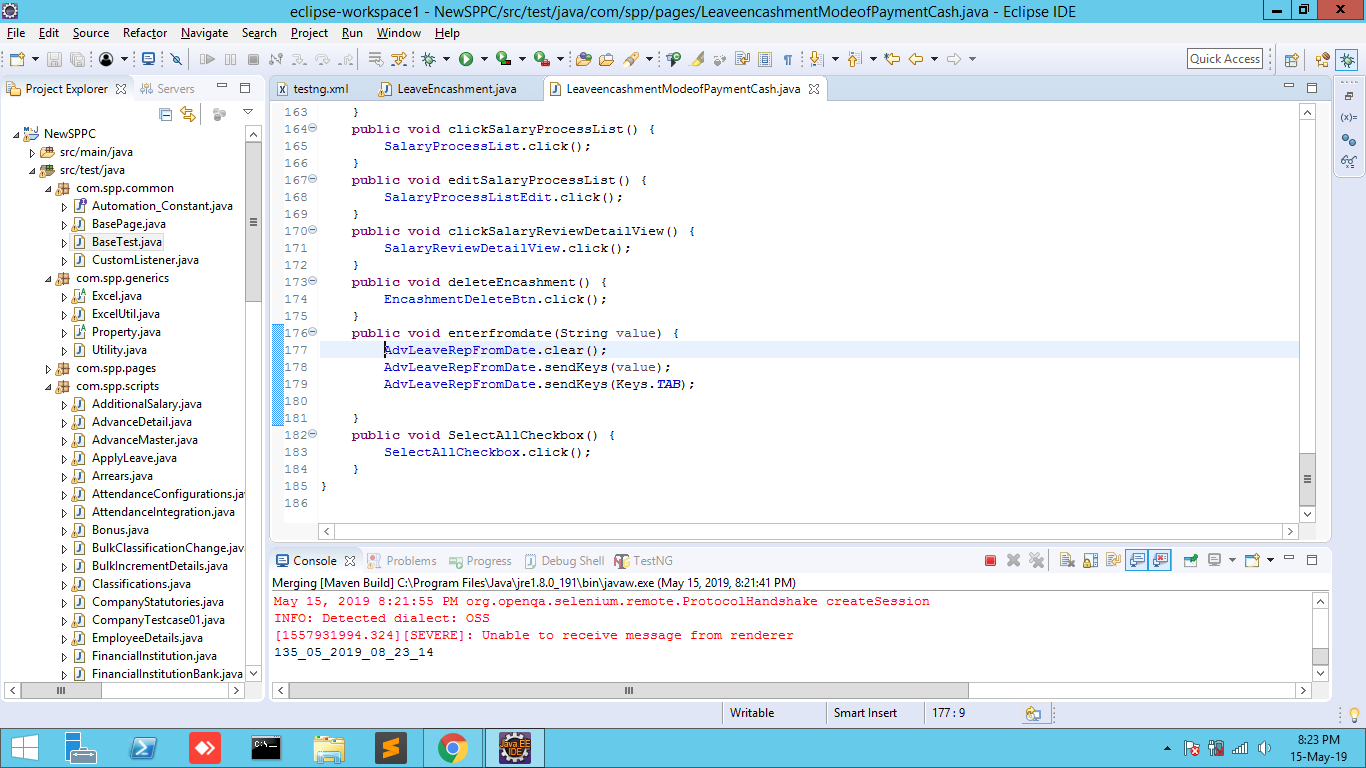 eclipse-workspace1 - NewSPPC/src/test/java/com/spp/pages/LeaveencashmentModeofPaymentCash.java - Eclipse IDE
File Edit Source Refactor Navigate Search Project Run Window Help
Quick Access
Project Explorer Servers
testng.xml LeaveEncashment.java LeaveencashmentModeofPaymentCash.java
NewSPPC
src/main/java
src/test/java
com.spp.common
Automation_Constant.java
BasePage.java
BaseTest.java
CustomListener.java
com.spp.generics
Excel.java
ExcelUtil.java
Property.java
Utility.java
com.spp.pages
com.spp.scripts
AdditionalSalary.java
AdvanceDetail.java
AdvanceMaster.java
ApplyLeave.java
Arrears.java
AttendanceConfigurations.ja
AttendanceIntegration.java
Bonus.java
BulkClassificationChange.java
BulkIncrementDetails.java
Classifications.java
CompanyStatutories.java
CompanyTestcase01.java
EmployeeDetails.java
FinancialInstitution.java
FinancialInstitutionBank.java
163 }
164 public void clickSalaryProcessList() {
165 SalaryProcessList.click();
166 }
167 public void editSalaryProcessList() {
168 SalaryProcessListEdit.click();
169 }
170 public void clickSalaryReviewDetailView() {
171 SalaryReviewDetailView.click();
172 }
173 public void deleteEncashment() {
174 EncashmentDeleteBtn.click();
175 }
176 public void enterfromdate(String value) {
177 AdvLeaveRepFromDate.clear();
178 AdvLeaveRepFromDate.sendKeys(value);
179 AdvLeaveRepFromDate.sendKeys(Keys.TAB);
180
181 }
182 public void SelectAllCheckbox() {
183 SelectAllCheckbox.click();
184 }
185 }
186
Console Problems Progress Debug Shell TestNG
Merging [Maven Build] C:\Program Files\Java\jre1.8.0_191\bin\javaw.exe (May 15, 2019, 8:21:41 PM)
May 15, 2019 8:21:55 PM org.openqa.selenium.remote.ProtocolHandshake createSession
INFO: Detected dialect: OSS
[1557931994.324][SEVERE]: Unable to receive message from renderer
135_05_2019_08_23_14
Writable Smart Insert 177 : 9
Java EE
IDE
8:23 PM
15-May-19